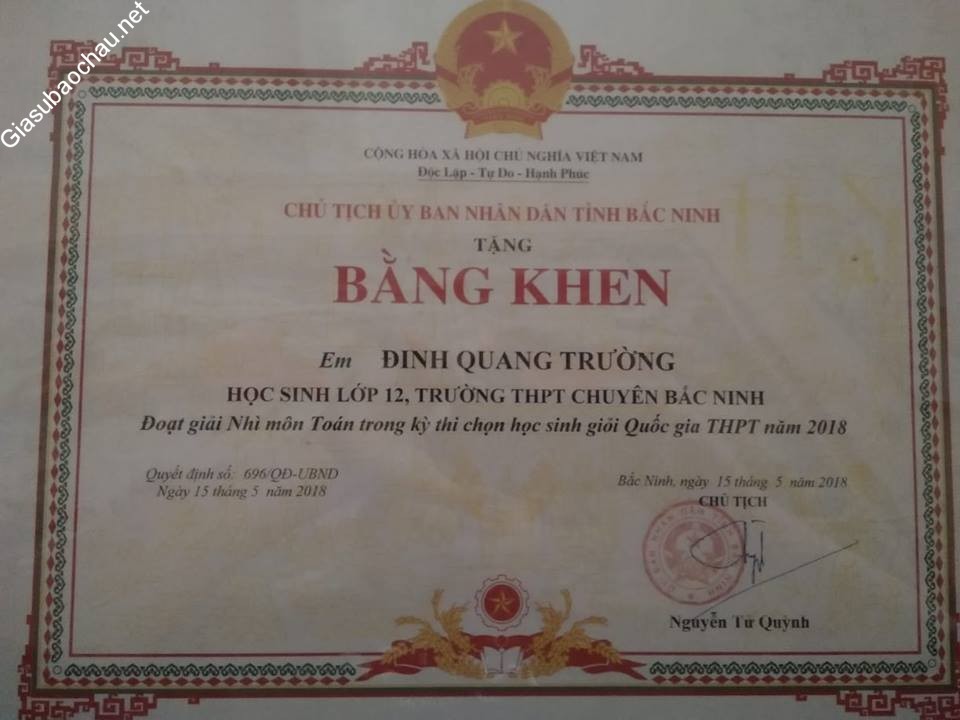 Giasubaochau.net
CỘNG HÒA XÃ HỘI CHỦ NGHĨA VIỆT NAM
Độc Lập - Tự Do - Hạnh Phúc
CHỦ TỊCH ỦY BAN NHÂN DÂN TỈNH BẮC NINH
TẶNG
BẰNG KHEN
Em ĐINH QUANG TRƯỜNG
HỌC SINH LỚP 12, TRƯỜNG THPT CHUYÊN BẮC NINH
Đoạt giải Nhì môn Toán trong kỳ thi chọn học sinh giỏi Quốc gia THPT năm 2018
Quyết định số: 696/QĐ-UBND
Ngày 15 tháng 5 năm 2018
Bắc Ninh, ngày 15 tháng 5 năm 2018
CHỦ TỊCH
Nguyễn Tử Quỳnh